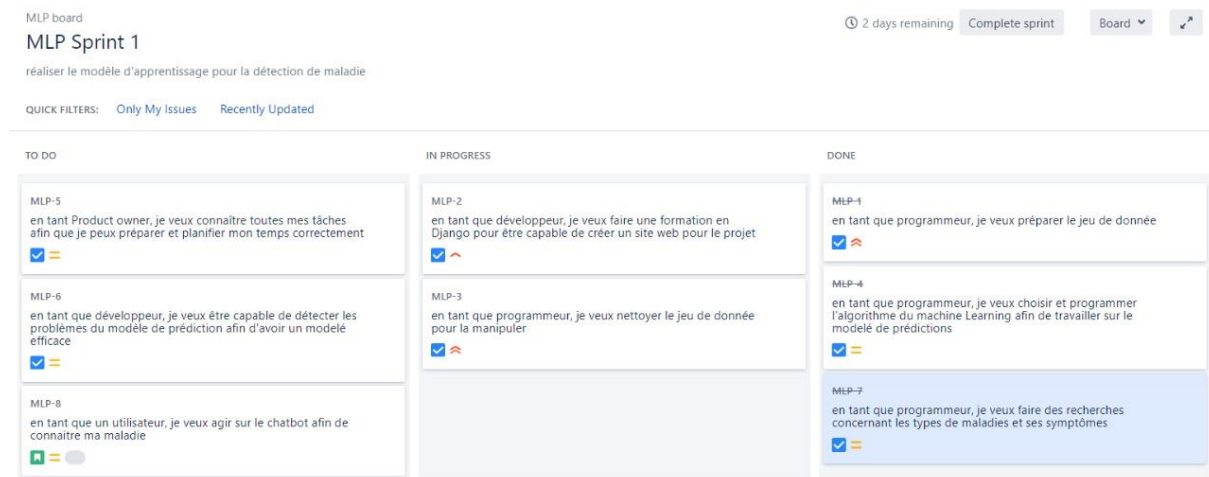 MLP board
2 days remaining
Complete sprint
Board
MLP Sprint 1
réaliser le modèle d'apprentissage pour la détection de maladie
QUICK FILTERS:
Only My Issues
Recently Updated
TO DO
MLP-5
en tant Product owner, je veux connaître toutes mes tâches
afin que je peux préparer et planifier mon temps correctement
MLP-6
en tant que développeur, je veux être capable de détecter les
problèmes du modèle de prédiction afin d'avoir un modelé
efficace
MLP-8
en tant que un utilisateur, je veux agir sur le chatbot afin de
connaitre ma maladie
IN PROGRESS
MLP-2
en tant que développeur, je veux faire une formation en
Django pour être capable de créer un site web pour le projet
MLP-3
en tant que programmeur, je veux nettoyer le jeu de donnée
pour la manipuler
DONE
MLP-1
en tant que programmeur, je veux préparer le jeu de donnée
MLP-4
en tant que programmeur, je veux choisir et programmer
l'algorithme du machine Learning afin de travailler sur le
modelé de prédictions
MLP-7
en tant que programmeur, je veux faire des recherches
concernant les types de maladies et ses symptômes